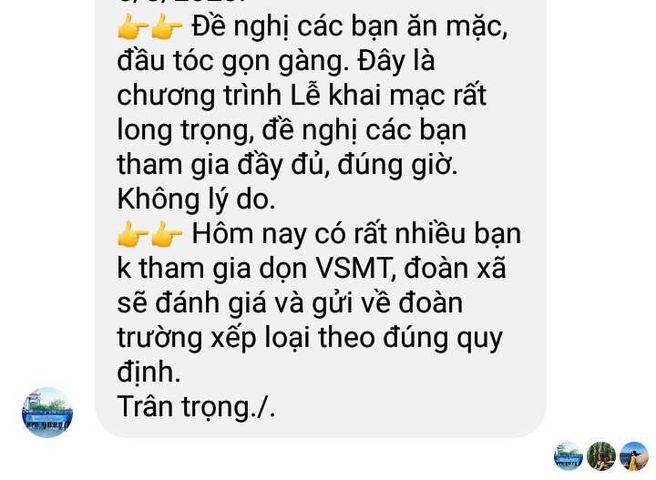 👉👉 Đề nghị các bạn ăn mặc,
đầu tóc gọn gàng. Đây là
chương trình Lễ khai mạc rất
long trọng, đề nghị các bạn
tham gia đầy đủ, đúng giờ.
Không lý do.
👉👉 Hôm nay có rất nhiều bạn
k tham gia dọn VSMT, đoàn xã
sẽ đánh giá và gửi về đoàn
trường xếp loại theo đúng quy
định.
Trân trọng./.